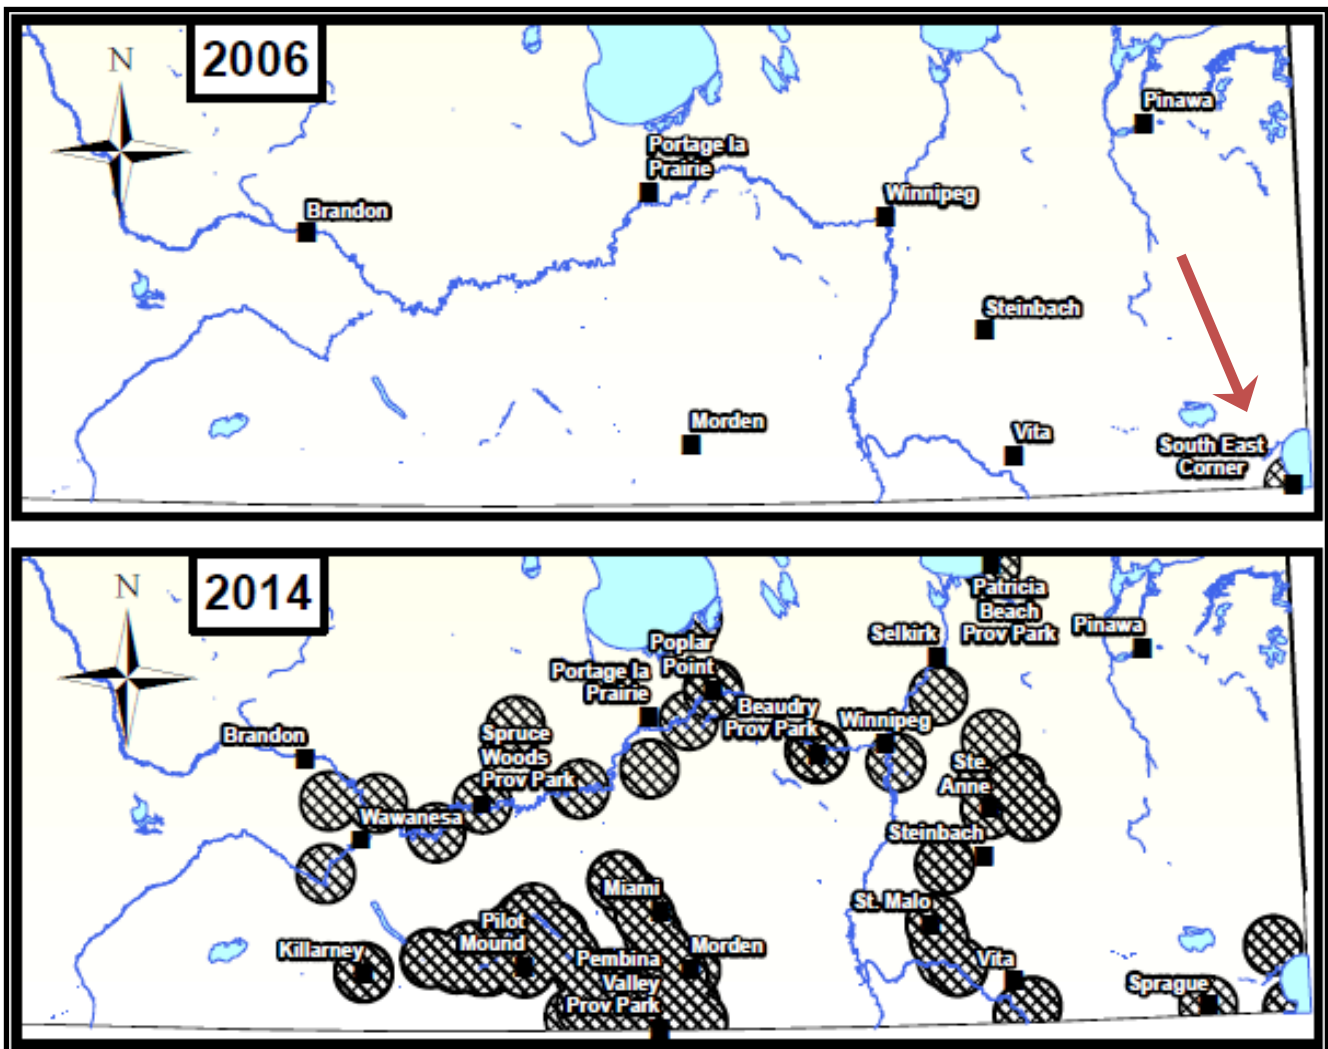 2006
N
Pinawa
Portage la
Prairie
Winnipeg
Brandon
Steinbach
Morden
Vita
South East
Corner
2014
N
Patricia
Beach
Prov Park
Selkirk
Pinawa
Poplar
Point
Portage la
Prairie
Beaudry
Prov Park
Winnipeg
Brandon
Spruce
Woods
Prov Park
Ste.
Anne
Wawanesa
Steinbach
Miami
St. Malo
Pilot
Mound
Killarney
Morden
Pembina
Valley
Prov Park
Vita
Sprague